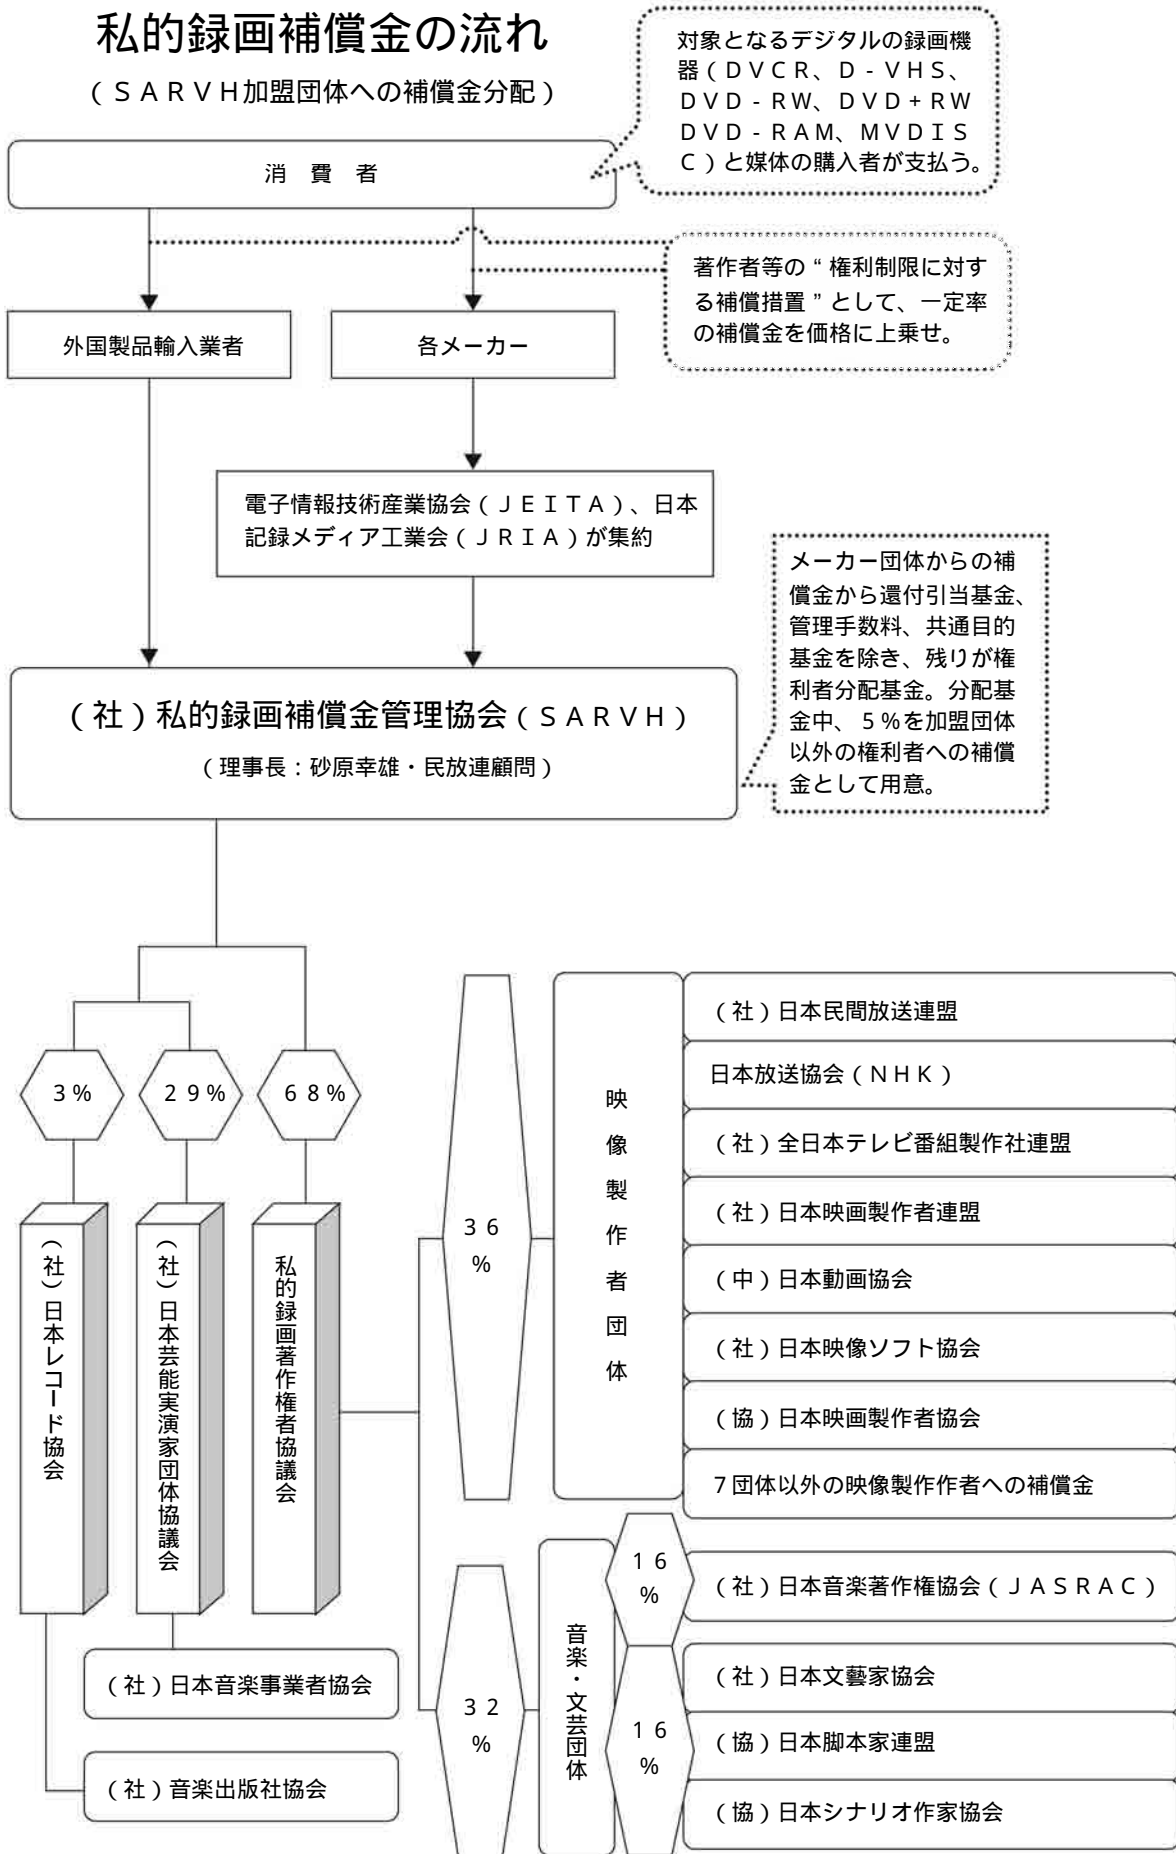 私的録画補償金の流れ
（ＳＡＲＶＨ加盟団体への補償金分配）
対象となるデジタルの録画機
器（ＤＶＣＲ、Ｄ‐ＶＨＳ、
ＤＶＤ‐ＲＷ、ＤＶＤ＋ＲＷ
ＤＶＤ‐ＲＡＭ、ＭＶＤＩＳ
Ｃ）と媒体の購入者が支払う。
消費者
著作者等の“権利制限に対す
る補償措置”として、一定率
の補償金を価格に上乗せ。
外国製品輸入業者
各メーカー
電子情報技術産業協会（ＪＥＩＴＡ）、日本
記録メディア工業会（ＪＲＩＡ）が集約
メーカー団体からの補
償金から還付引当基金、
管理手数料、共通目的
基金を除き、残りが権
利者分配基金。分配基
金中、５％を加盟団体
以外の権利者への補償
金として用意。
（社）私的録画補償金管理協会（ＳＡＲＶＨ）
（理事長：砂原幸雄・民放連顧問）
３％
２９％
６８％
（社）日本レコード協会
（社）日本芸能実演家団体協議会
私的録画著作権者協議会
（社）日本音楽事業者協会
（社）音楽出版社協会
３６
％
映像製作者団体
（社）日本民間放送連盟
日本放送協会（ＮＨＫ）
（社）全日本テレビ番組製作社連盟
（社）日本映画製作者連盟
（中）日本動画協会
（社）日本映像ソフト協会
（協）日本映画製作者協会
７団体以外の映像製作作者への補償金
３２
％
音楽・文芸団体
１６
％
（社）日本音楽著作権協会（ＪＡＳＲＡＣ）
１６
％
（社）日本文藝家協会
（協）日本脚本家連盟
（協）日本シナリオ作家協会